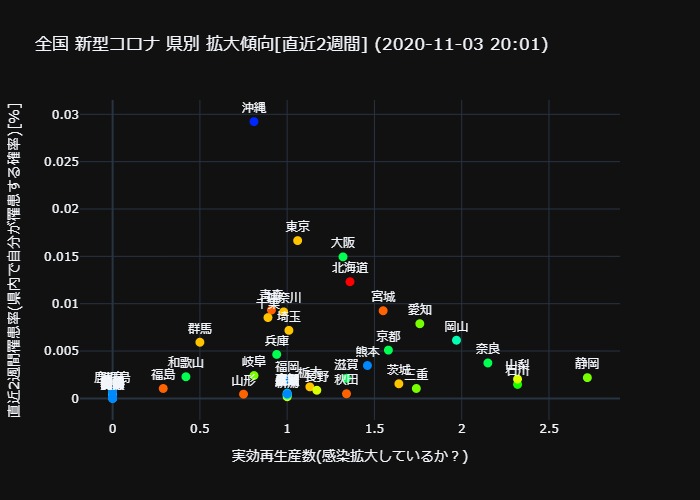 全国 新型コロナ 県別 拡大傾向[直近2週間] (2020-11-03 20:01)
直近2週間罹患率(県内で自分が罹患する確率)[%]
0.03
0.025
0.02
0.015
0.01
0.005
0
沖縄
東京
大阪
北海道
宮城
千葉
埼玉
愛知
群馬
岡山
京都
兵庫
奈良
熊本
和歌山
岐阜
福岡
滋賀
山梨
静岡
福島
山形
栃木
長野
秋田
茨城
三重
石川
0
0.5
1
1.5
2
2.5
実効再生産数(感染拡大しているか？)